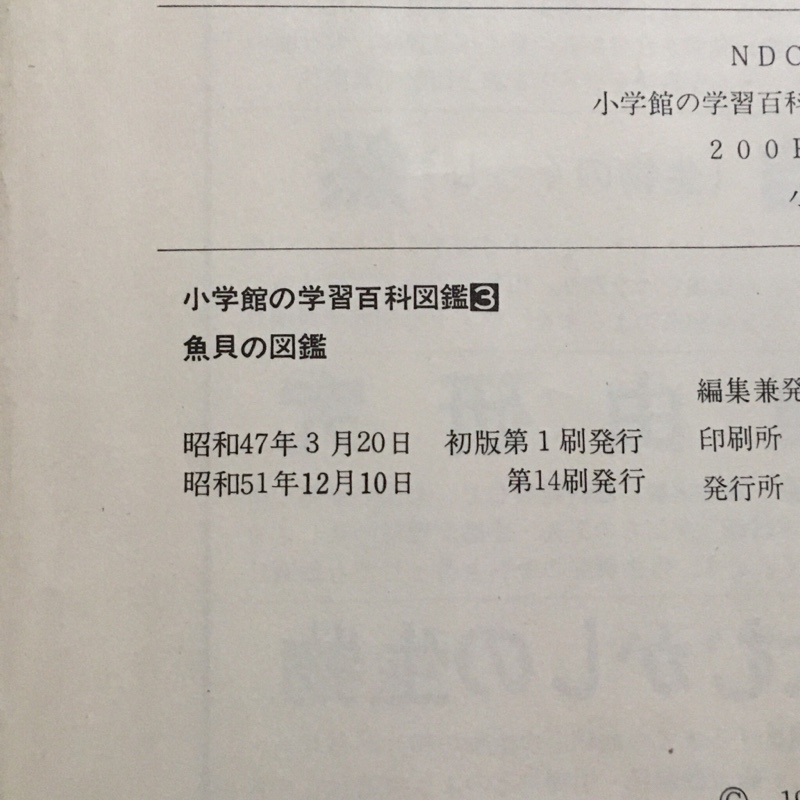 NDC
小学館の学習百科
200
小学館の学習百科図鑑3
魚貝の図鑑
編集兼発
昭和47年3月20日 初版第1刷発行 印刷所
昭和51年12月10日 第14刷発行 発行所
©